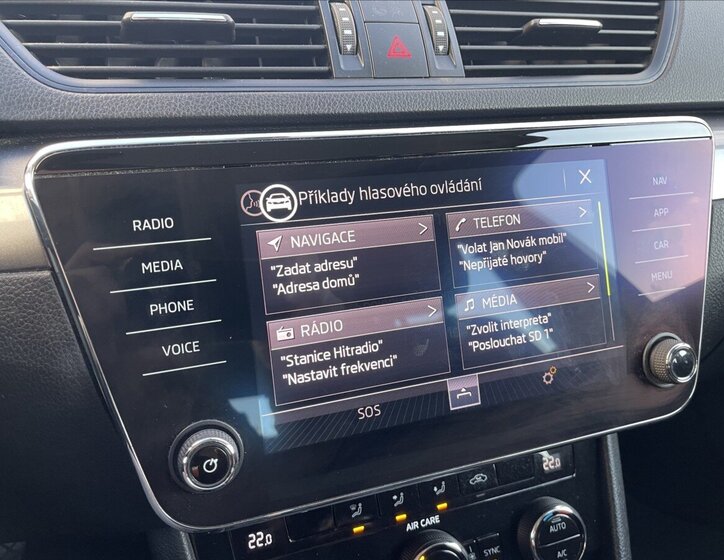 Příklady hlasového ovládání
X
NAVIGACE >
"Zadat adresu"
"Adresa domů"
TELEFON >
"Volat Jan Novák mobil"
"Nepřijaté hovory"
RÁDIO >
"Stanice Hitradio"
"Nastavit frekvenci"
MÉDIA >
"Zvolit interpreta"
"Poslouchat SD 1"
SOS
RADIO
MEDIA
PHONE
VOICE
NAV
APP
CAR
MENU
22.0
22.0
AIR CARE
SYNC
AUTO
A/C